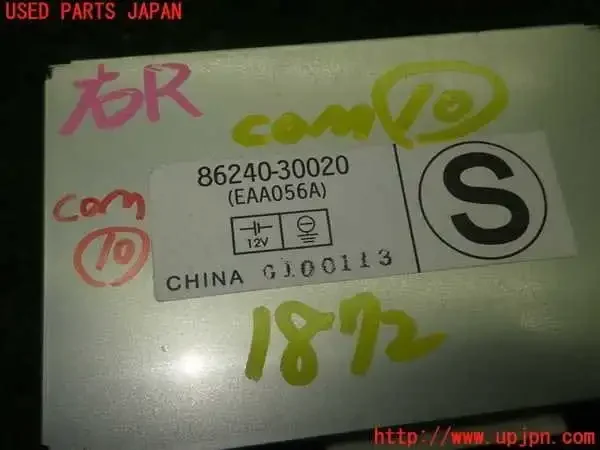 USED PARTS JAPAN
右R
com 10
86240-30020
(EAA056A)
S
com
10
12V
CHINA GJ00113
1872
http://www.upjpn.com